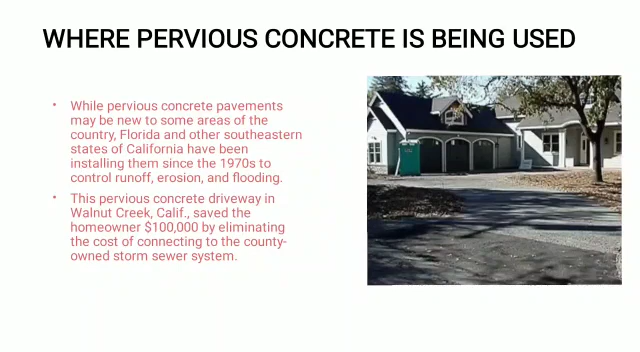 WHERE PERVIOUS CONCRETE IS BEING USED
• While pervious concrete pavements
may be new to some areas of the
country, Florida and other southeastern
states of California have been
installing them since the 1970s to
control runoff, erosion, and flooding.
• This pervious concrete driveway in
Walnut Creek, Calif., saved the
homeowner $100,000 by eliminating
the cost of connecting to the county-
owned storm sewer system.